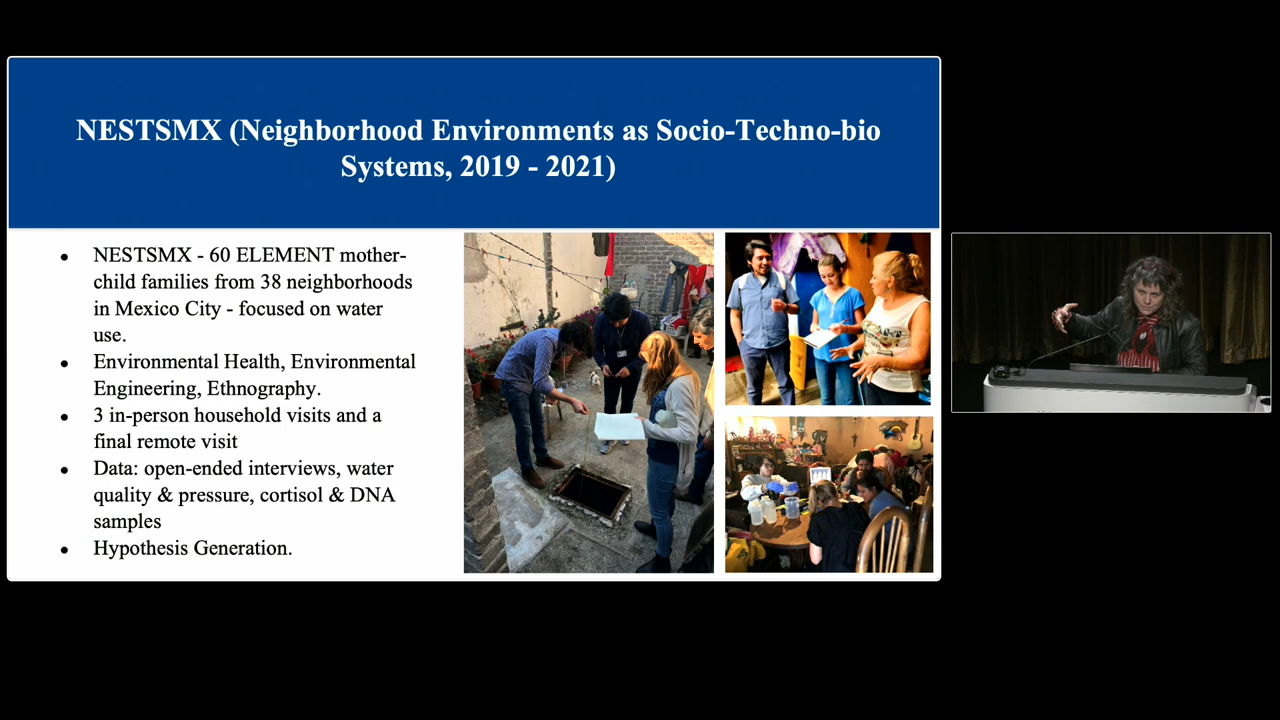 NESTSMX (Neighborhood Environments as Socio-Techno-bio
Systems, 2019 - 2021)
● NESTSMX - 60 ELEMENT mother-
child families from 38 neighborhoods
in Mexico City - focused on water
use.
● Environmental Health, Environmental
Engineering, Ethnography.
● 3 in-person household visits and a
final remote visit
● Data: open-ended interviews, water
quality & pressure, cortisol & DNA
samples
● Hypothesis Generation.